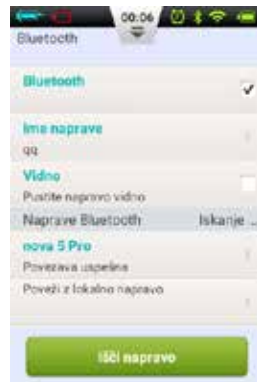 00:06
Bluetooth
Bluetooth
Ime naprave
qq
Vidno
Pustite napravo vidno
Naprave Bluetooth Iskanje ..
nova 5 Pro
Povezava uspešna
Poveži z lokalno napravo
Išči napravo